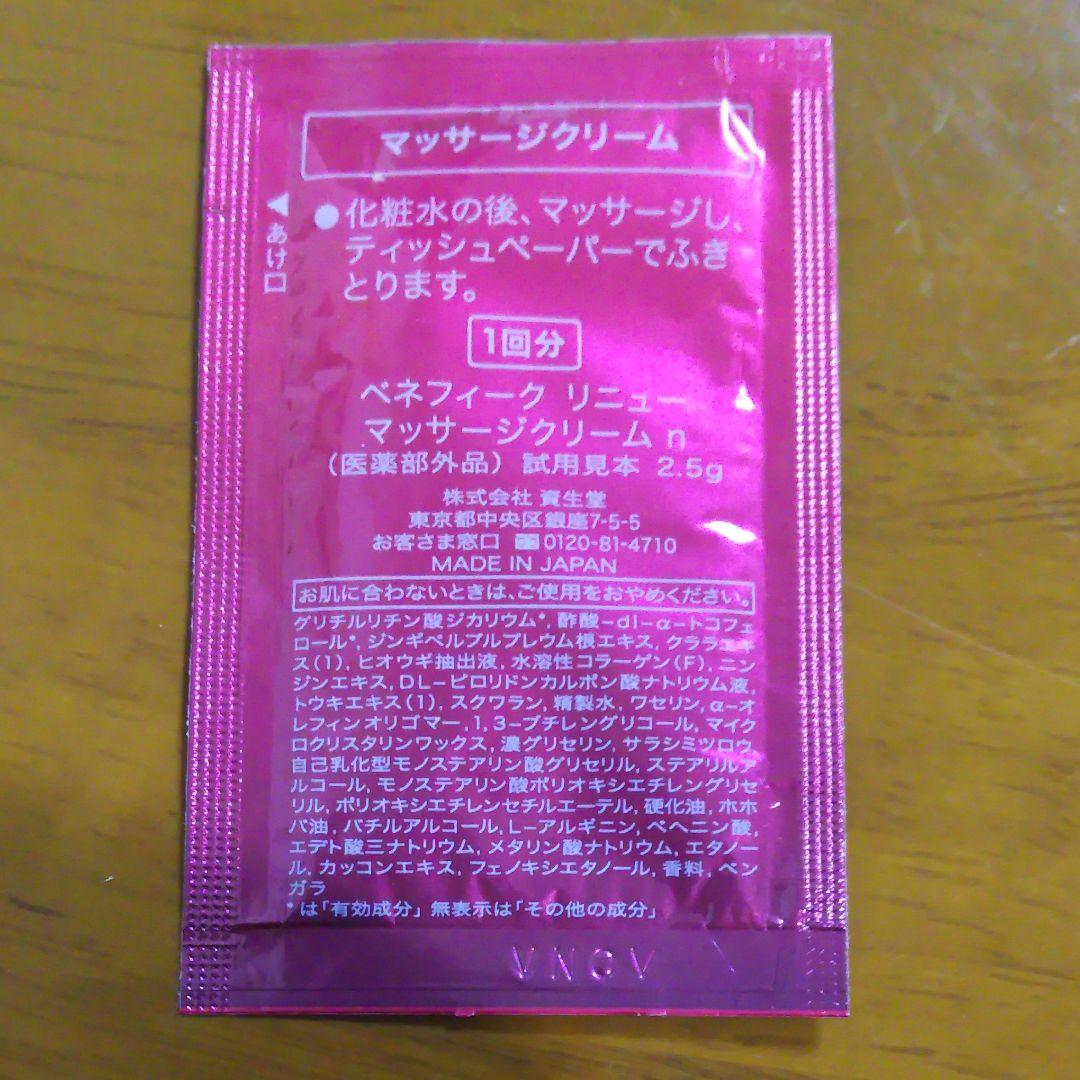 マッサージクリーム
◀あけ口
●化粧水の後、マッサージし、
ティッシュペーパーでふき
とります。
1回分
ベネフィーク リニュー
マッサージクリーム n
（医薬部外品）試用見本 2.5g
株式会社 資生堂
東京都中央区銀座7-5-5
お客さま窓口 0120-81-4710
MADE IN JAPAN
お肌に合わないときは、ご使用をおやめください。
グリチルリチン酸ジカリウム*, 酢酸-dl-α-トコフェ
ロール*, ジンギベルプルプレウム根エキス, クララエキ
ス(1), ヒオウギ抽出液, 水溶性コラーゲン(F), ニン
ジンエキス, DL-ピロリドンカルボン酸ナトリウム液,
トウキエキス(1), スクワラン, 精製水, ワセリン, α-オ
レフィンオリゴマー, 1,3-ブチレングリコール, マイク
ロクリスタリンワックス, 濃グリセリン, サラシミツロウ,
自己乳化型モノステアリン酸グリセリル, ステアリルア
ルコール, モノステアリン酸ポリオキシエチレングリセ
リル, ポリオキシエチレンセチルエーテル, 硬化油, ホホ
バ油, バチルアルコール, L-アルギニン, ベヘニン酸,
エデト酸三ナトリウム, メタリン酸ナトリウム, エタノー
ル, カッコンエキス, フェノキシエタノール, 香料, ベン
ガラ
*は「有効成分」無表示は「その他の成分」